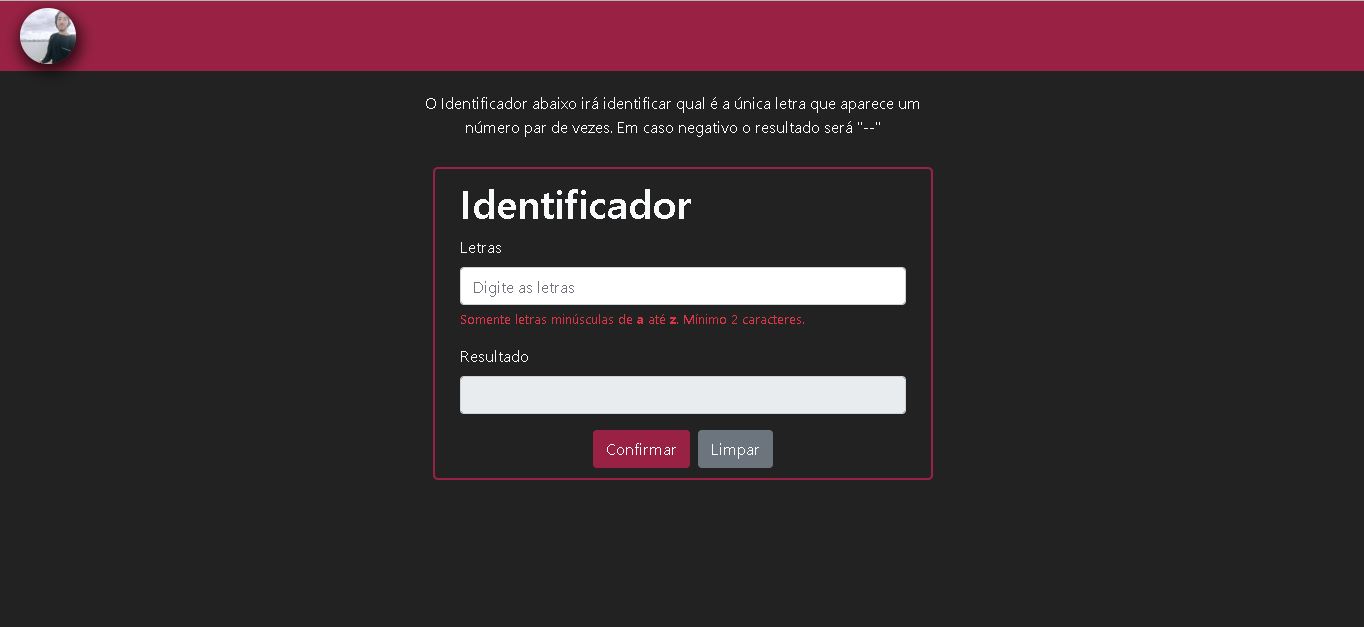 O Identificador abaixo irá identificar qual é a única letra que aparece um
número par de vezes. Em caso negativo o resultado será "--"
Identificador
Letras
Digite as letras
Somente letras minúsculas de a até z. Mínimo 2 caracteres.
Resultado
Confirmar Limpar